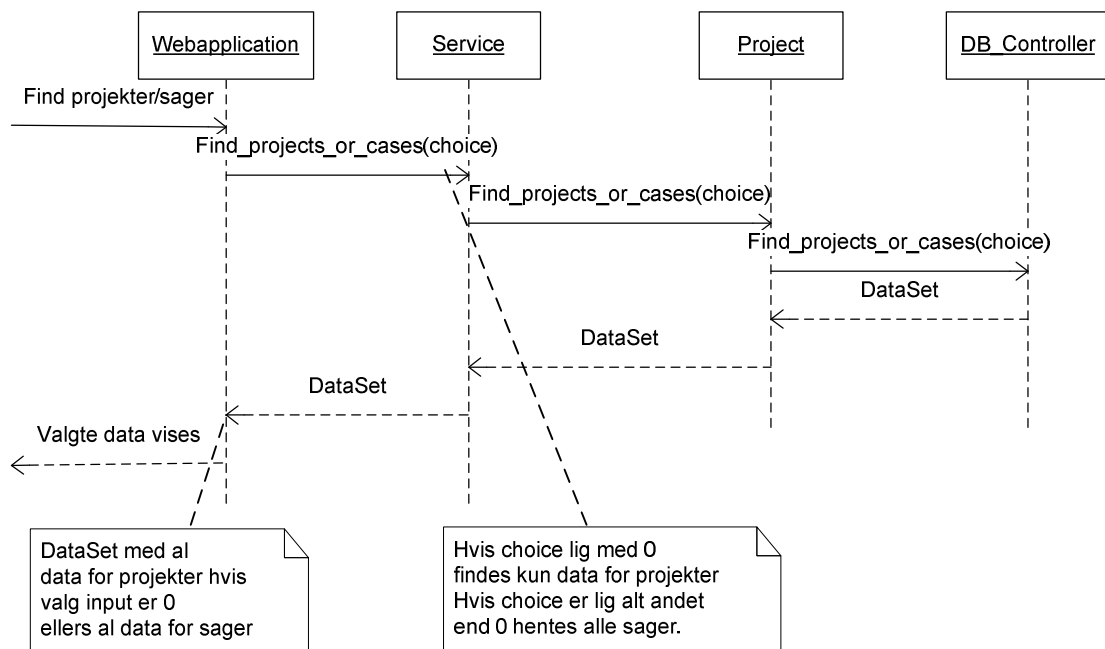 Webapplication
Service
Project
DB_Controller
Find projekter/sager
Find_projects_or_cases(choice)
Find_projects_or_cases(choice)
Find_projects_or_cases(choice)
DataSet
DataSet
DataSet
Valgte data vises
DataSet med al
data for projekter hvis
valg input er 0
ellers al data for sager
Hvis choice lig med 0
findes kun data for projekter
Hvis choice er lig alt andet
end 0 hentes alle sager.